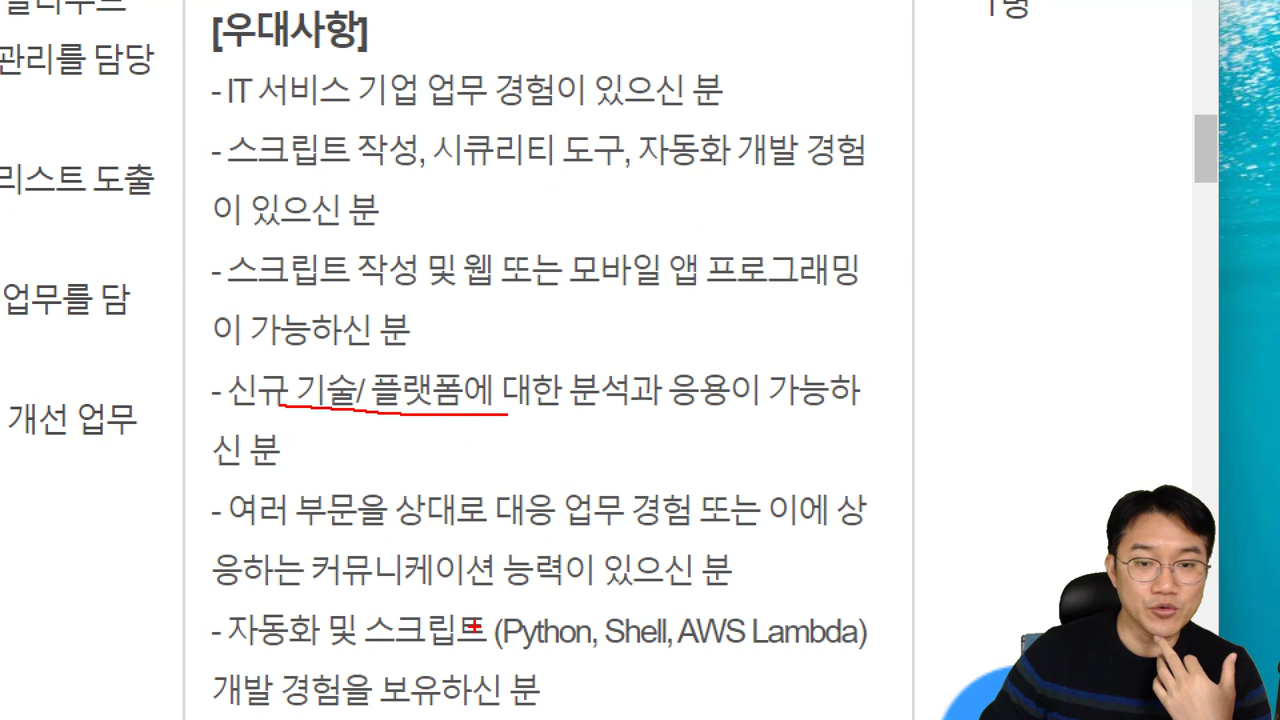 관리를 담당
리스트 도출
업무를 담
개선 업무
[우대사항]
- IT 서비스 기업 업무 경험이 있으신 분
- 스크립트 작성, 시큐리티 도구, 자동화 개발 경험
이 있으신 분
- 스크립트 작성 및 웹 또는 모바일 앱 프로그래밍
이 가능하신 분
- 신규 기술/ 플랫폼에 대한 분석과 응용이 가능하
신 분
- 여러 부문을 상대로 대응 업무 경험 또는 이에 상
응하는 커뮤니케이션 능력이 있으신 분
- 자동화 및 스크립트 (Python, Shell, AWS Lambda)
개발 경험을 보유하신 분
1명